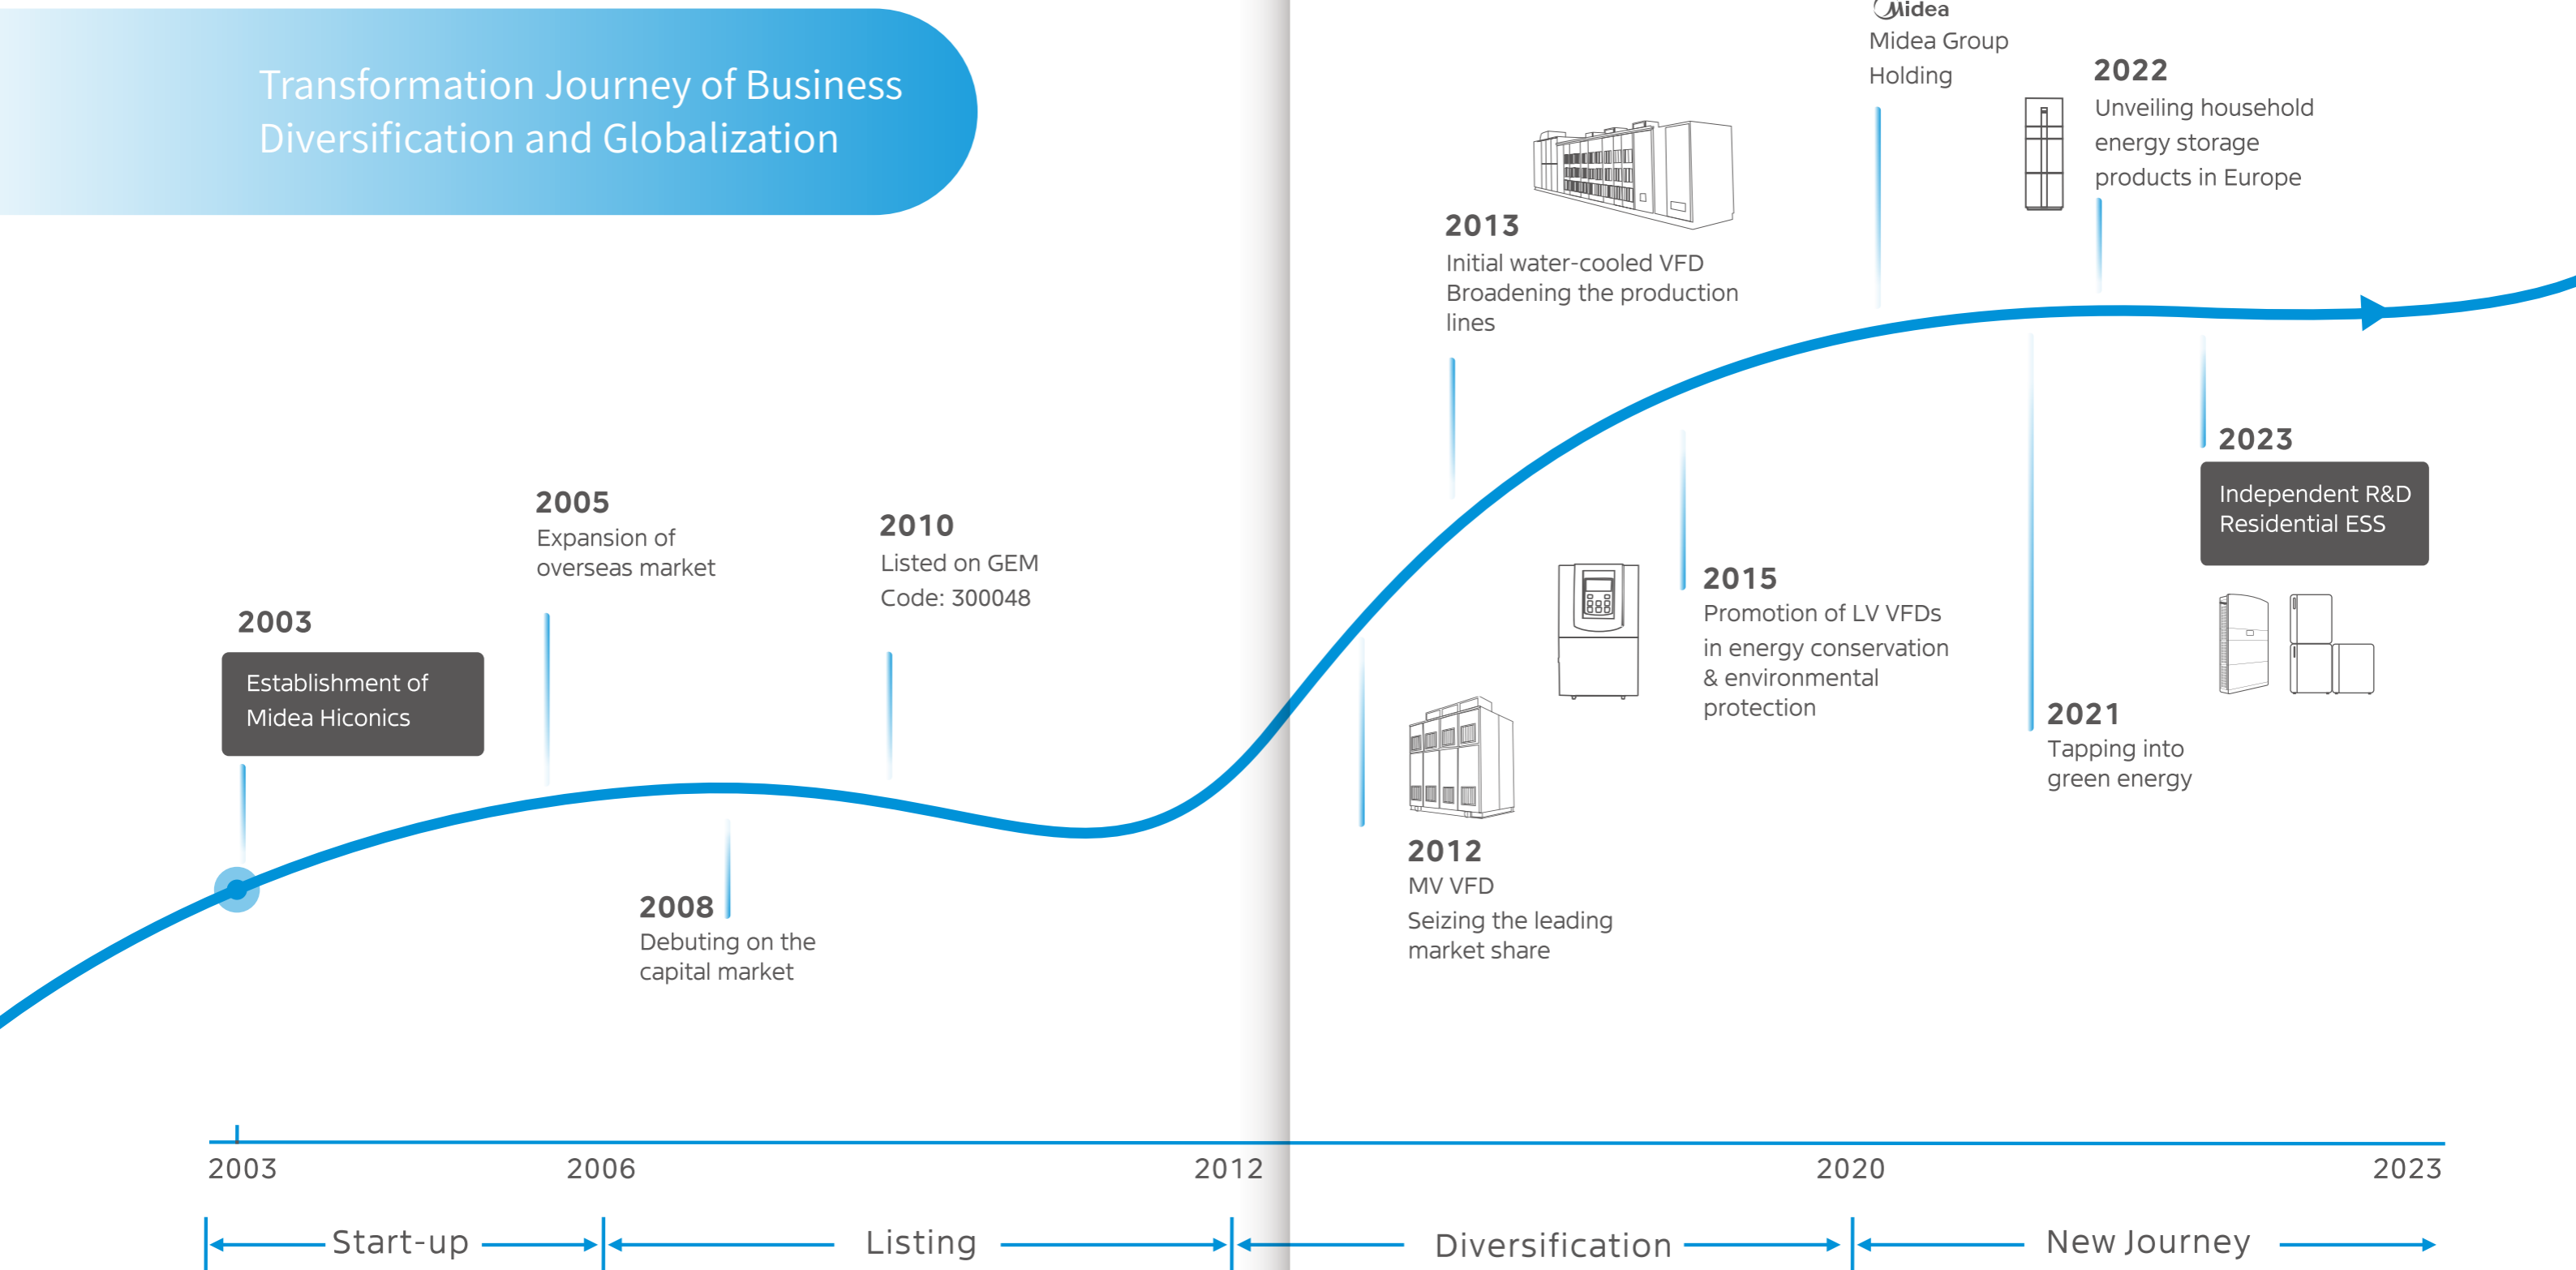 Transformation Journey of Business
Diversification and Globalization
2003
Establishment of
Midea Hiconics
2005
Expansion of
overseas market
2008
Debuting on the
capital market
2010
Listed on GEM
Code: 300048
2012
MV VFD
Seizing the leading
market share
2013
Initial water-cooled VFD
Broadening the production
lines
2015
Promotion of LV VFDs
in energy conservation
& environmental
protection
Midea
Midea Group
Holding
2021
Tapping into
green energy
2022
Unveiling household
energy storage
products in Europe
2023
Independent R&D
Residential ESS
2003
2006
2012
2020
2023
Start-up
Listing
Diversification
New Journey